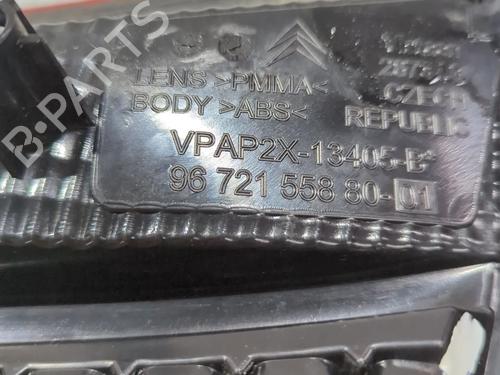 LENS >PMMA<
BODY >ABS<
CZECH
REPUBLIC
VPAP2X-13405-B*
96 721 558 80-01
B-PARTS